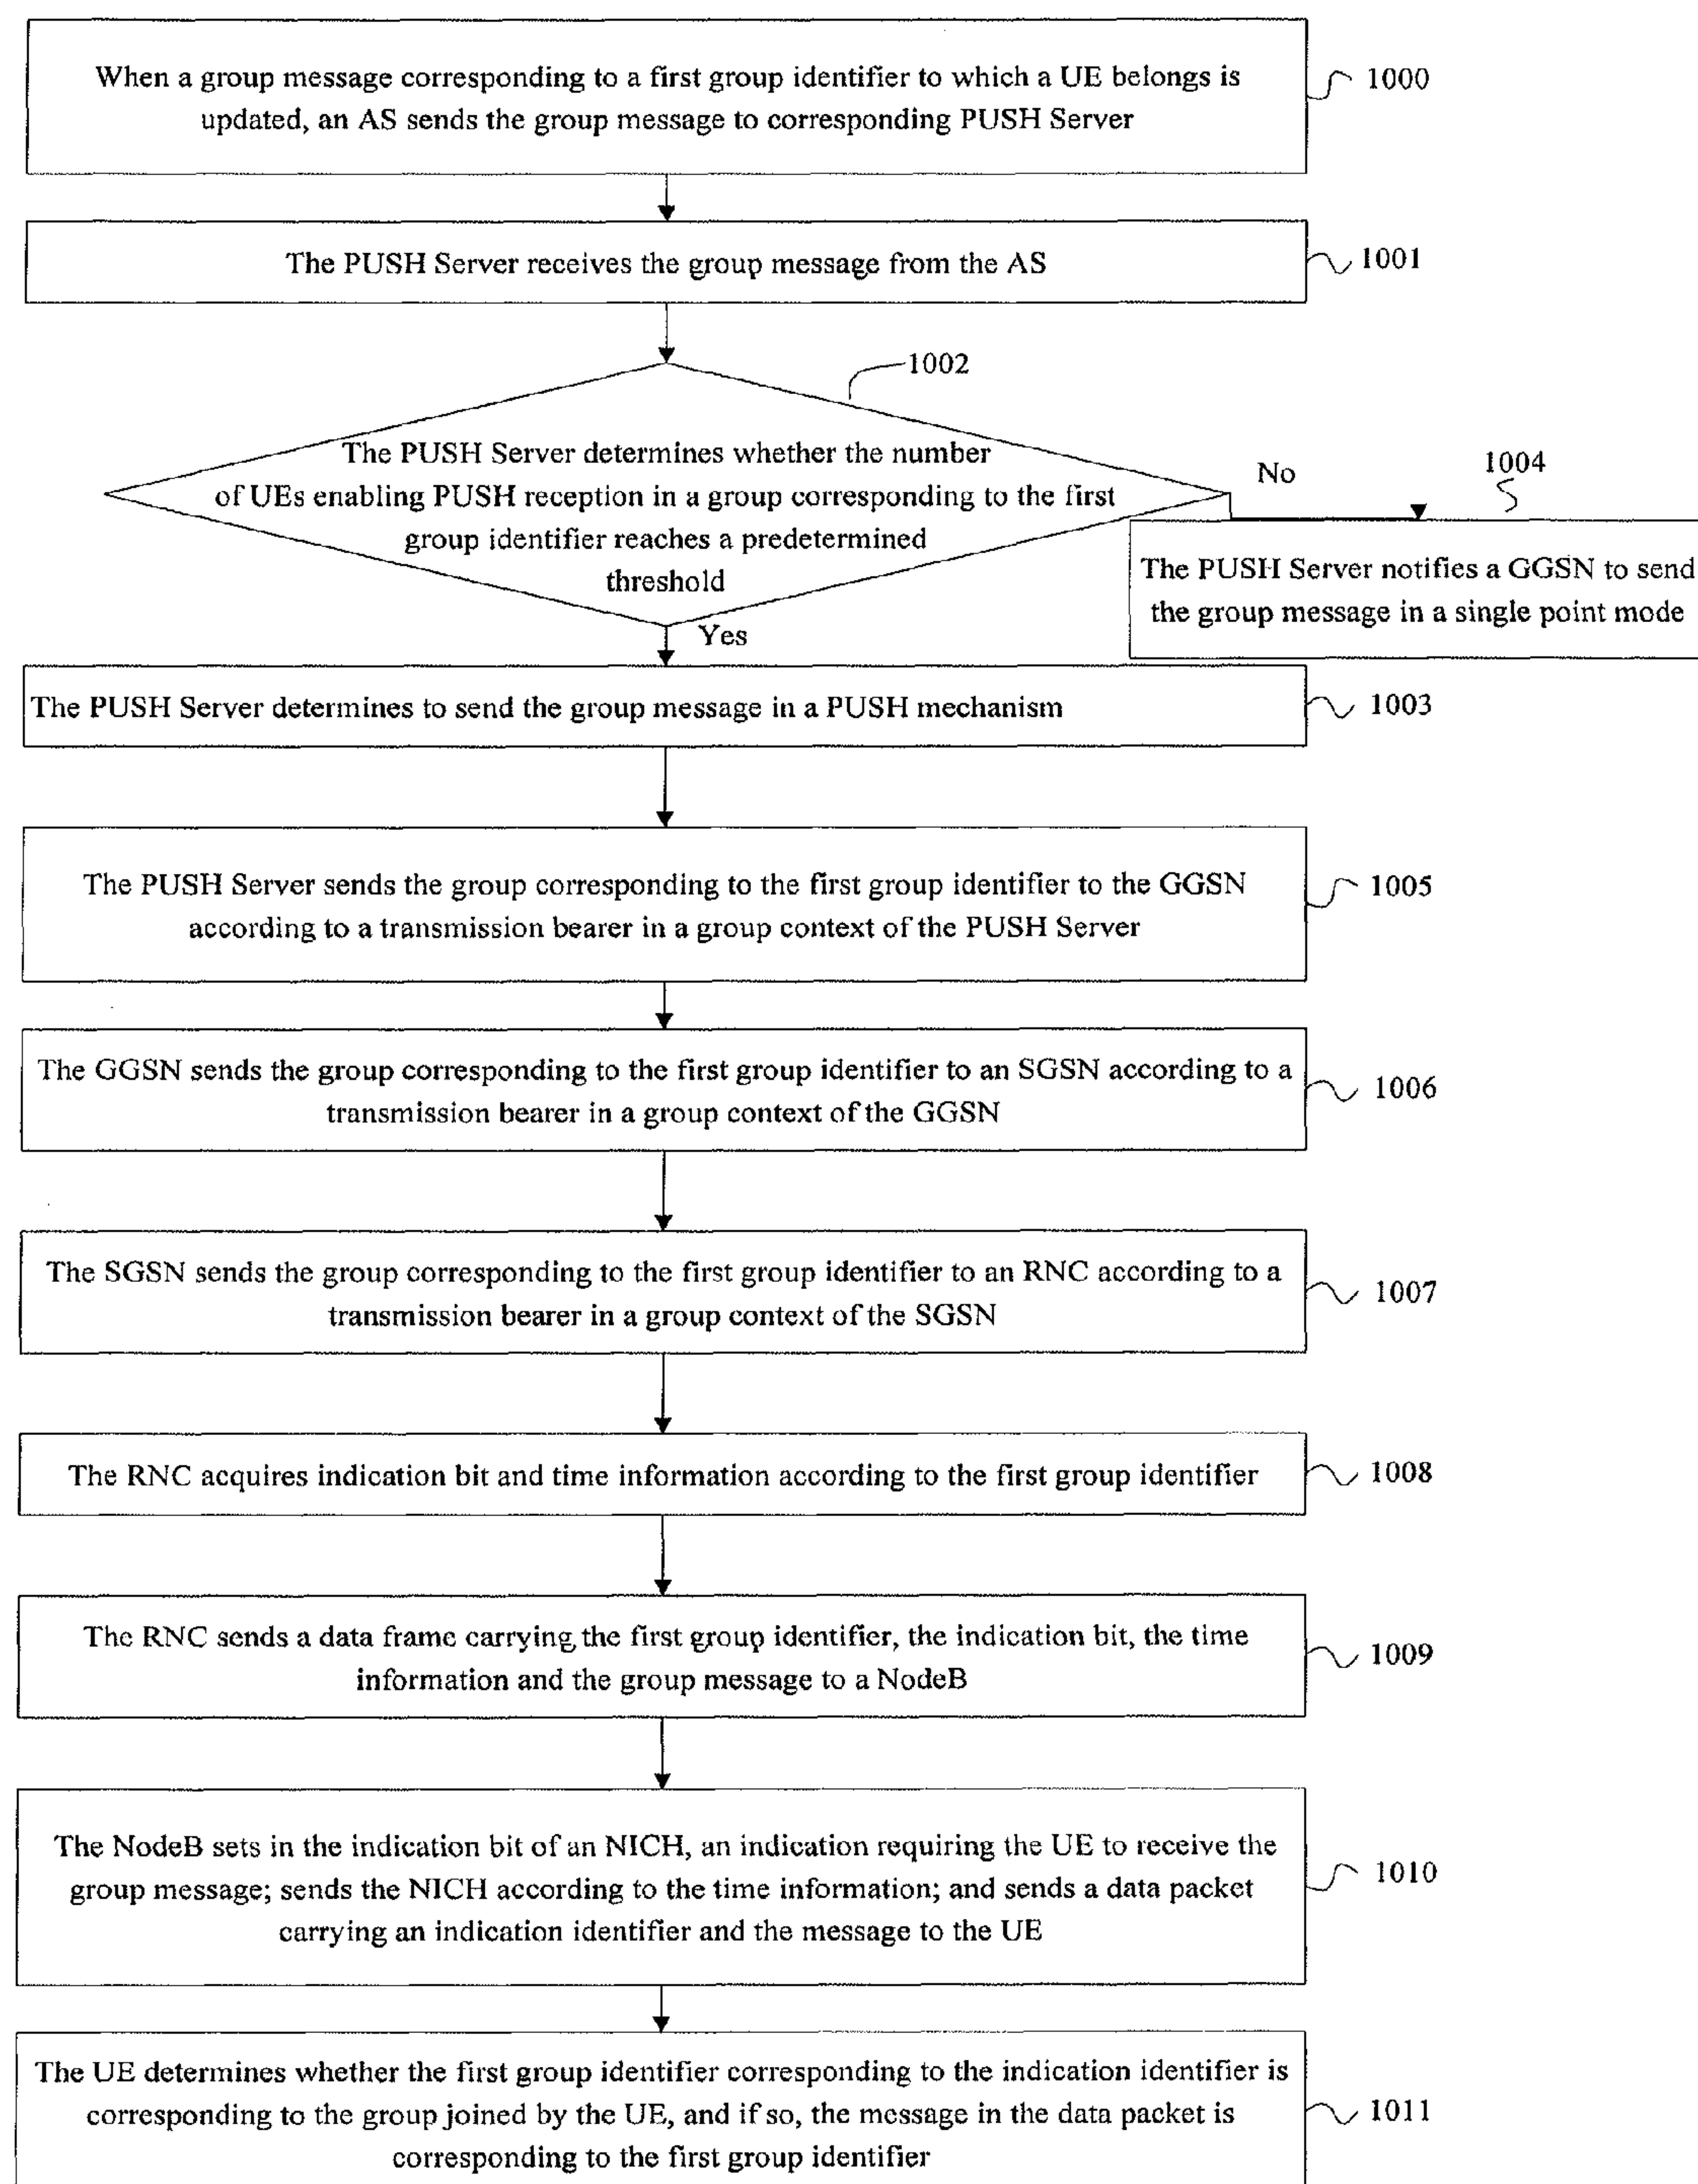 When a group message corresponding to a first group identifier to which a UE belongs is
updated, an AS sends the group message to corresponding PUSH Server
1000
The PUSH Server receives the group message from the AS
1001
1002
The PUSH Server determines whether the number
of UEs enabling PUSH reception in a group corresponding to the first
group identifier reaches a predetermined
threshold
No
1004
The PUSH Server notifies a GGSN to send
the group message in a single point mode
Yes
The PUSH Server determines to send the group message in a PUSH mechanism
1003
The PUSH Server sends the group corresponding to the first group identifier to the GGSN
according to a transmission bearer in a group context of the PUSH Server
1005
The GGSN sends the group corresponding to the first group identifier to an SGSN according to a
transmission bearer in a group context of the GGSN
1006
The SGSN sends the group corresponding to the first group identifier to an RNC according to a
transmission bearer in a group context of the SGSN
1007
The RNC acquires indication bit and time information according to the first group identifier
1008
The RNC sends a data frame carrying the first group identifier, the indication bit, the time
information and the group message to a NodeB
1009
The NodeB sets in the indication bit of an NICH, an indication requiring the UE to receive the
group message; sends the NICH according to the time information; and sends a data packet
carrying an indication identifier and the message to the UE
1010
The UE determines whether the first group identifier corresponding to the indication identifier is
corresponding to the group joined by the UE, and if so, the message in the data packet is
corresponding to the first group identifier
1011